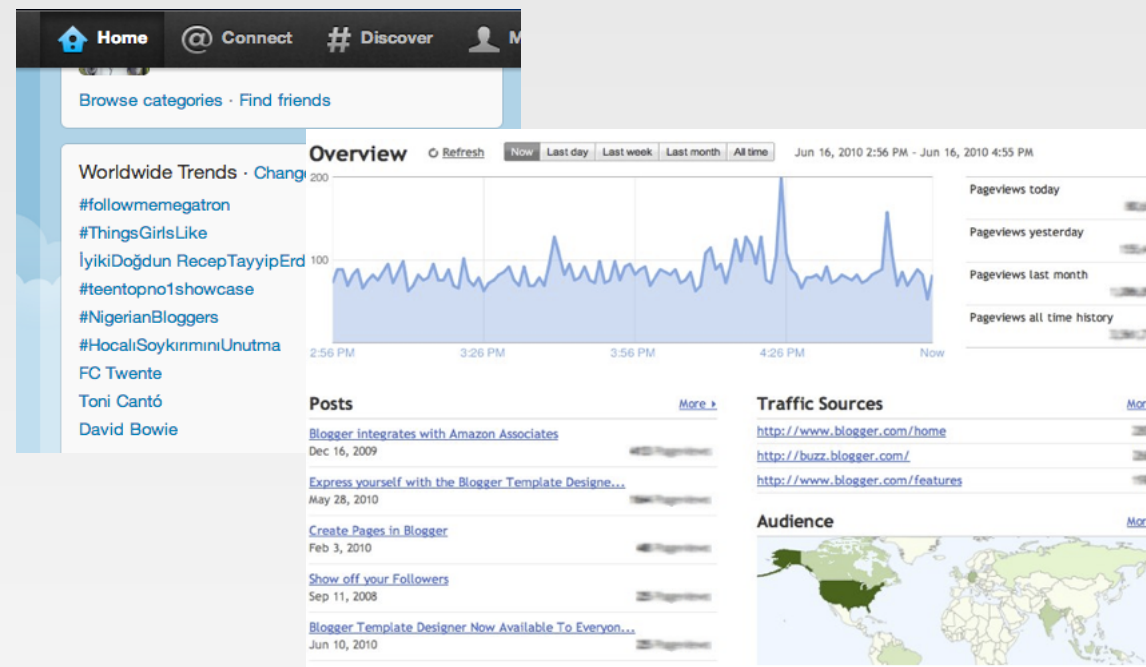 Home @ Connect # Discover M
Browse categories · Find friends
Worldwide Trends · Change
#followmemegatron
#ThingsGirlsLike
İyikiDoğdun RecepTayyipErd
#teentopno1showcase
#NigerianBloggers
#HocalıSoykırımınıUnutma
FC Twente
Toni Cantó
David Bowie
Overview Refresh Now Last day Last week Last month All time Jun 16, 2010 2:56 PM - Jun 16, 2010 4:55 PM
200
100
2:56 PM 3:26 PM 3:56 PM 4:26 PM Now
Pageviews today
Pageviews yesterday
Pageviews last month
Pageviews all time history
Posts More
Blogger integrates with Amazon Associates
Dec 16, 2009
Express yourself with the Blogger Template Designe...
May 28, 2010
Create Pages in Blogger
Feb 3, 2010
Show off your Followers
Sep 11, 2008
Blogger Template Designer Now Available To Everyon...
Jun 10, 2010
Traffic Sources Mor
http://www.blogger.com/home
http://buzz.blogger.com/
http://www.blogger.com/features
Audience Mor